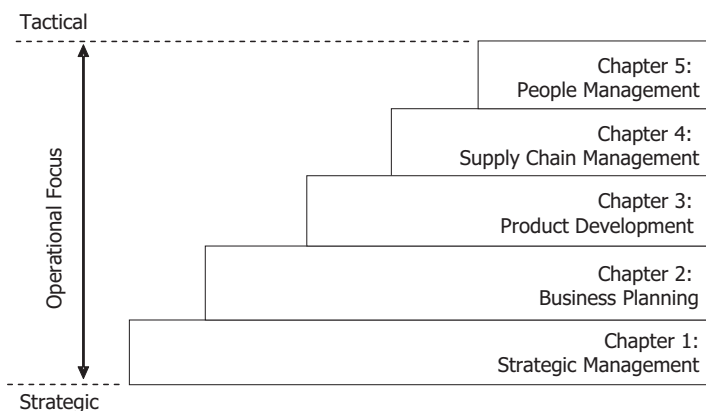 Tactical
Chapter 5:
People Management
Chapter 4:
Supply Chain Management
Chapter 3:
Product Development
Chapter 2:
Business Planning
Chapter 1:
Strategic Management
Operational Focus
Strategic